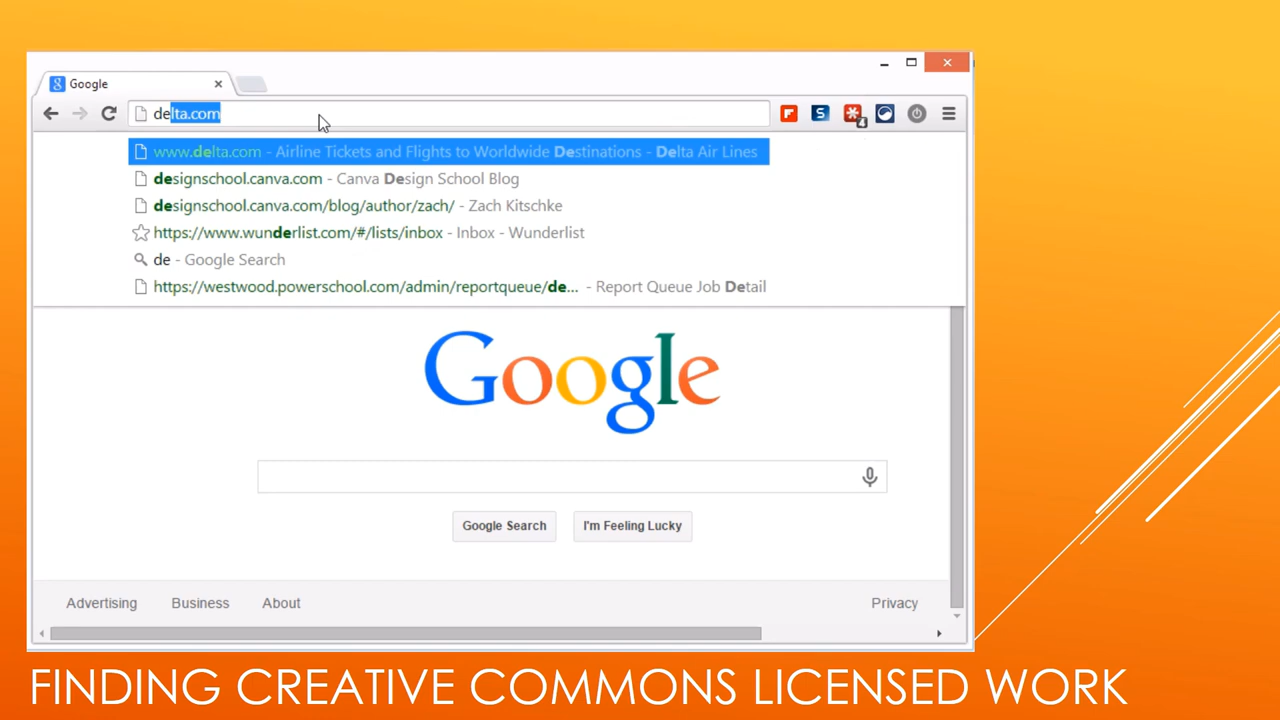 Google
delta.com
www.delta.com - Airline Tickets and Flights to Worldwide Destinations - Delta Air Lines
designschool.canva.com - Canva Design School Blog
designschool.canva.com/blog/author/zach/ - Zach Kitschke
https://www.wunderlist.com/#/lists/inbox - Inbox - Wunderlist
de - Google Search
https://westwood.powerschool.com/admin/reportqueue/de... - Report Queue Job Detail
Google
Google Search I'm Feeling Lucky
Advertising Business About Privacy
FINDING CREATIVE COMMONS LICENSED WORK